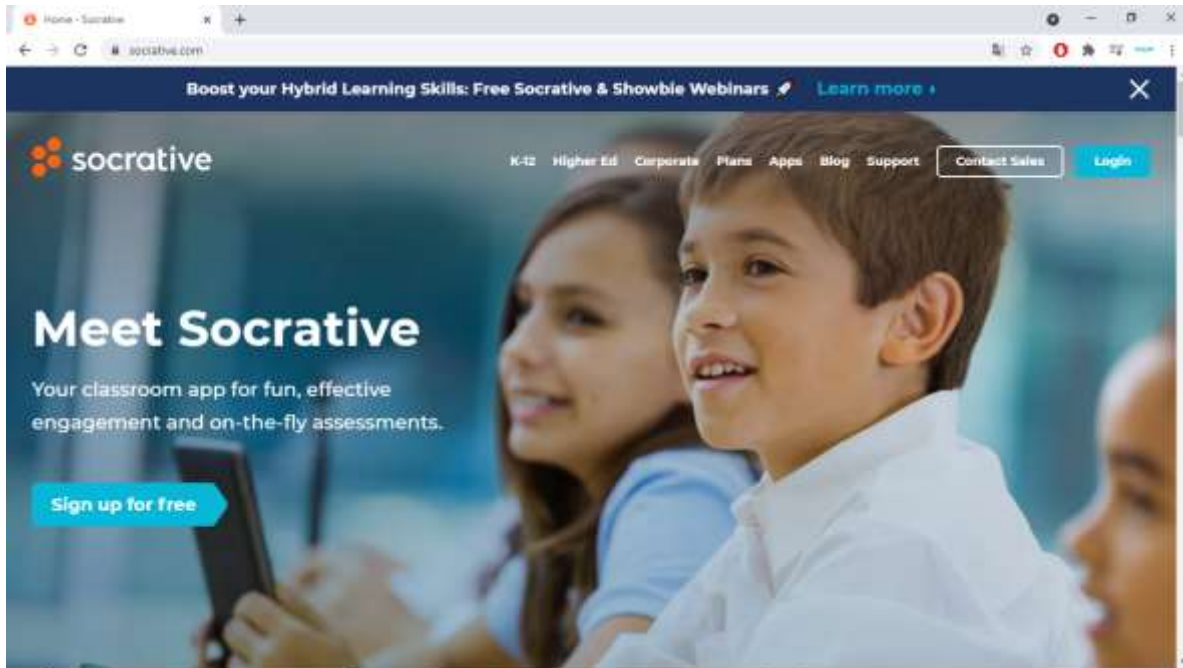 Home - Socrative
socrative.com
Boost your Hybrid Learning Skills: Free Socrative & Showbie Webinars 🚀 Learn more ›
socrative
K-12 Higher Ed Corporate Plans Apps Blog Support Contact Sales Login
Meet Socrative
Your classroom app for fun, effective
engagement and on-the-fly assessments.
Sign up for free